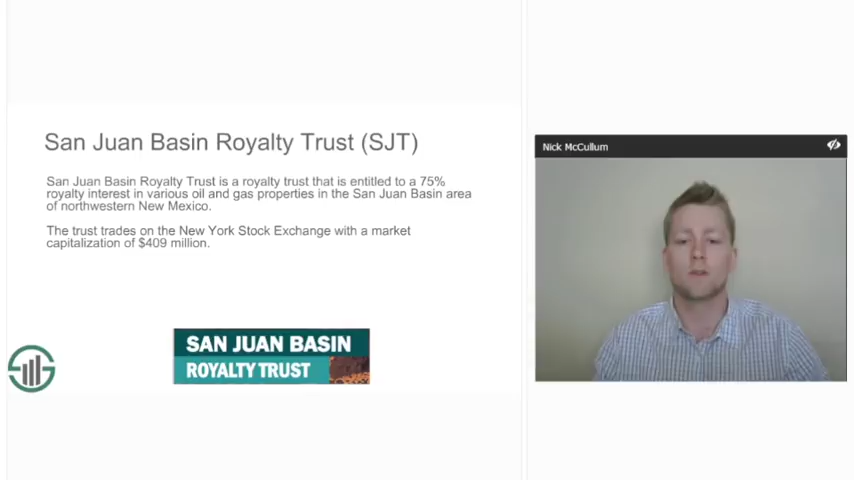 San Juan Basin Royalty Trust (SJT)
San Juan Basin Royalty Trust is a royalty trust that is entitled to a 75%
royalty interest in various oil and gas properties in the San Juan Basin area
of northwestern New Mexico.
The trust trades on the New York Stock Exchange with a market
capitalization of $409 million.
SAN JUAN BASIN
ROYALTY TRUST
Nick McCullum